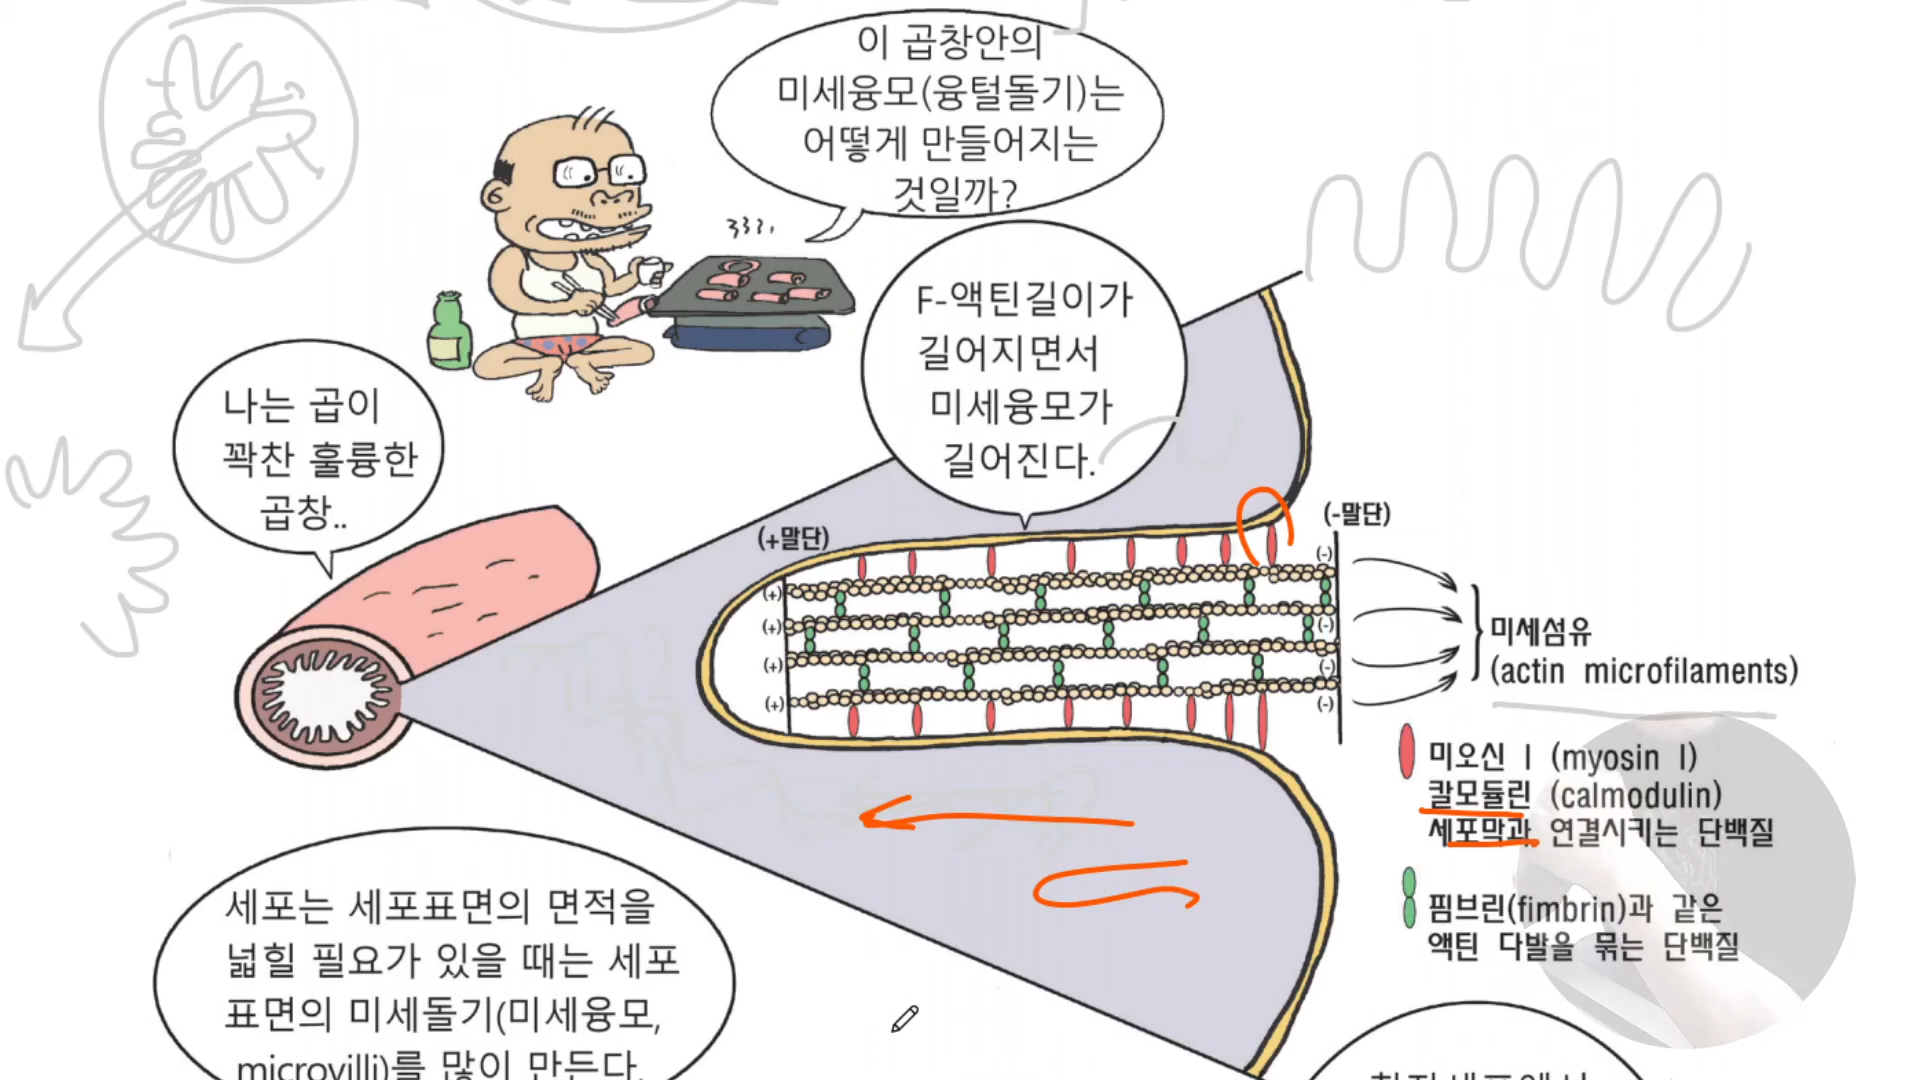 이 곱창안의
미세융모(융털돌기)는
어떻게 만들어지는
것일까?
F-액틴길이가
길어지면서
미세융모가
길어진다.
나는 곱이
꽉찬 훌륭한
곱창..
(+말단)
(-말단)
(+)
(+)
(+)
(+)
(-)
(-)
(-)
(-)
미세섬유
(actin microfilaments)
미오신 I (myosin I)
칼모듈린 (calmodulin)
세포막과 연결시키는 단백질
핌브린(fimbrin)과 같은
액틴 다발을 묶는 단백질
세포는 세포표면의 면적을
넓힐 필요가 있을 때는 세포
표면의 미세돌기(미세융모,
microvilli)를 많이 만든다.